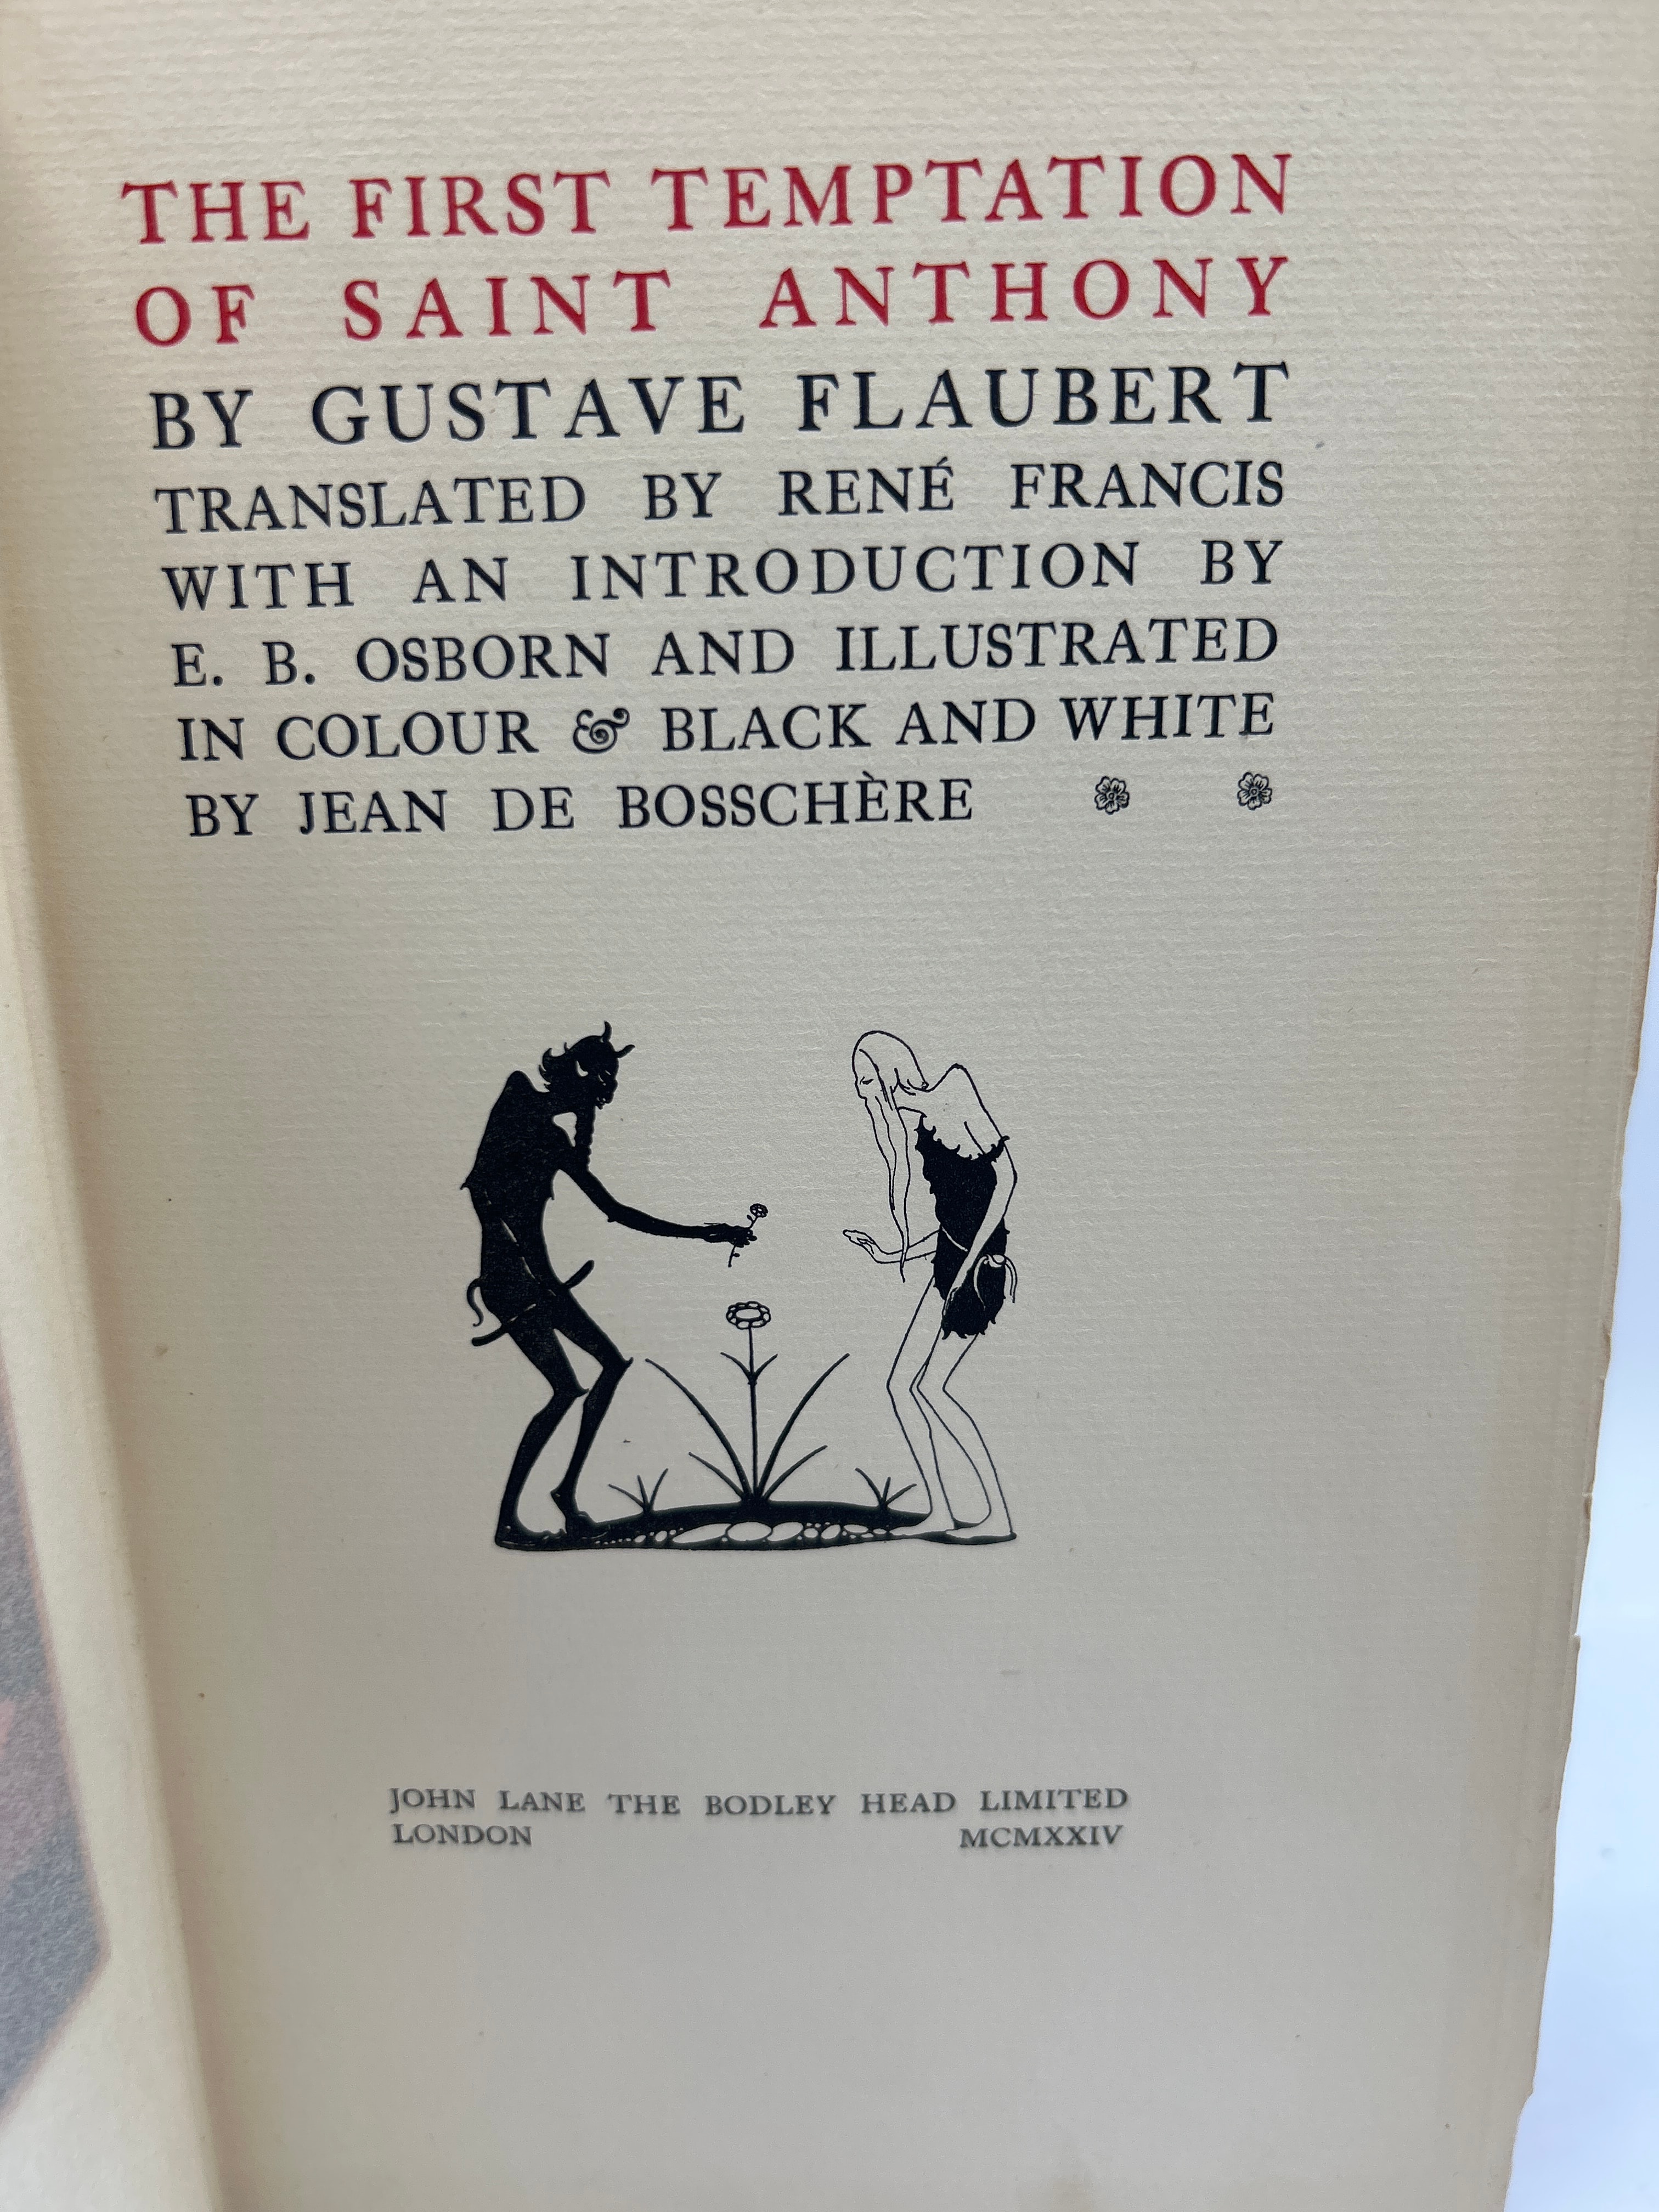 THE FIRST TEMPTATION
OF SAINT ANTHONY
BY GUSTAVE FLAUBERT
TRANSLATED BY RENÉ FRANCIS
WITH AN INTRODUCTION BY
E. B. OSBORN AND ILLUSTRATED
IN COLOUR & BLACK AND WHITE
BY JEAN DE BOSSCHÈRE
JOHN LANE THE BODLEY HEAD LIMITED
LONDON MCMXXIV